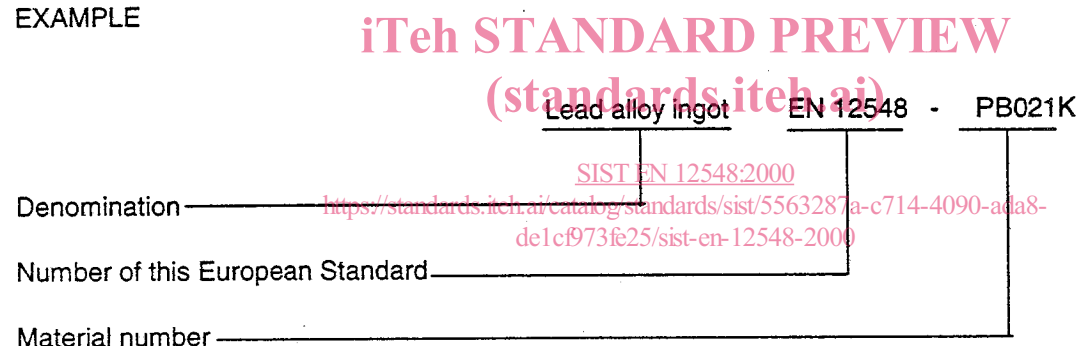 EXAMPLE
iTeh STANDARD PREVIEW
(standards.iteh.ai)
Lead alloy ingot EN 12548 - PB021K
SIST EN 12548:2000
Denomination
https://standards.iteh.ai/catalog/standards/sist/5563287a-c714-4090-ada8-
de1cf973fe25/sist-en-12548-2000
Number of this European Standard
Material number